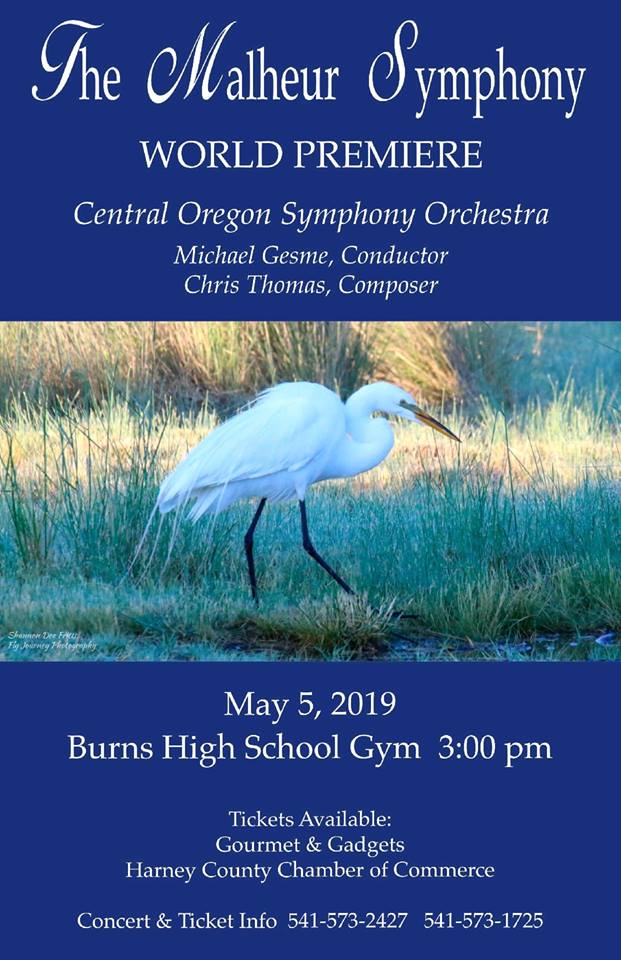 The Malheur Symphony
WORLD PREMIERE
Central Oregon Symphony Orchestra
Michael Gesme, Conductor
Chris Thomas, Composer
Shannon Dee Fritts
Fly Journey Photography
May 5, 2019
Burns High School Gym 3:00 pm
Tickets Available:
Gourmet & Gadgets
Harney County Chamber of Commerce
Concert & Ticket Info 541-573-2427 541-573-1725